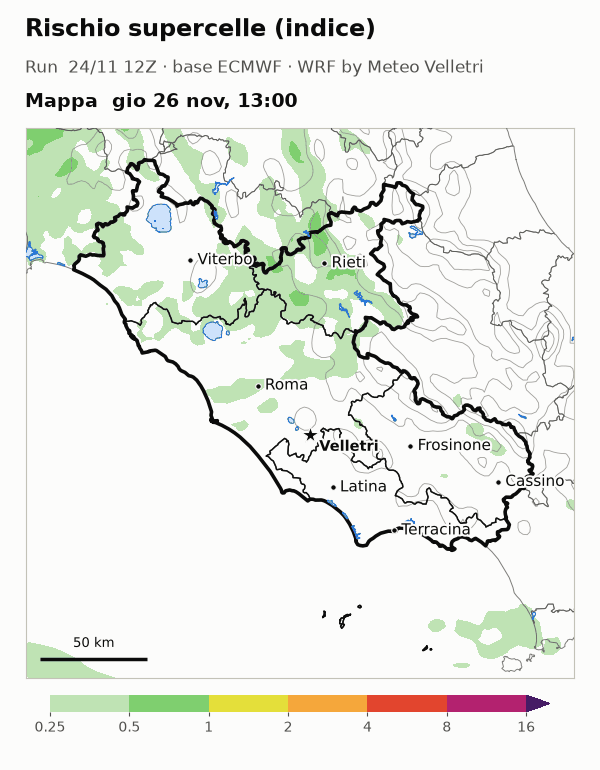 Rischio supercelle (indice)
Run  24/11 12Z · base ECMWF · WRF by Meteo Velletri
Mappa  gio 26 nov, 13:00
Viterbo
Rieti
Roma
Velletri
Frosinone
Cassino
Latina
Terracina
50 km
0.25 0.5 1 2 4 8 16